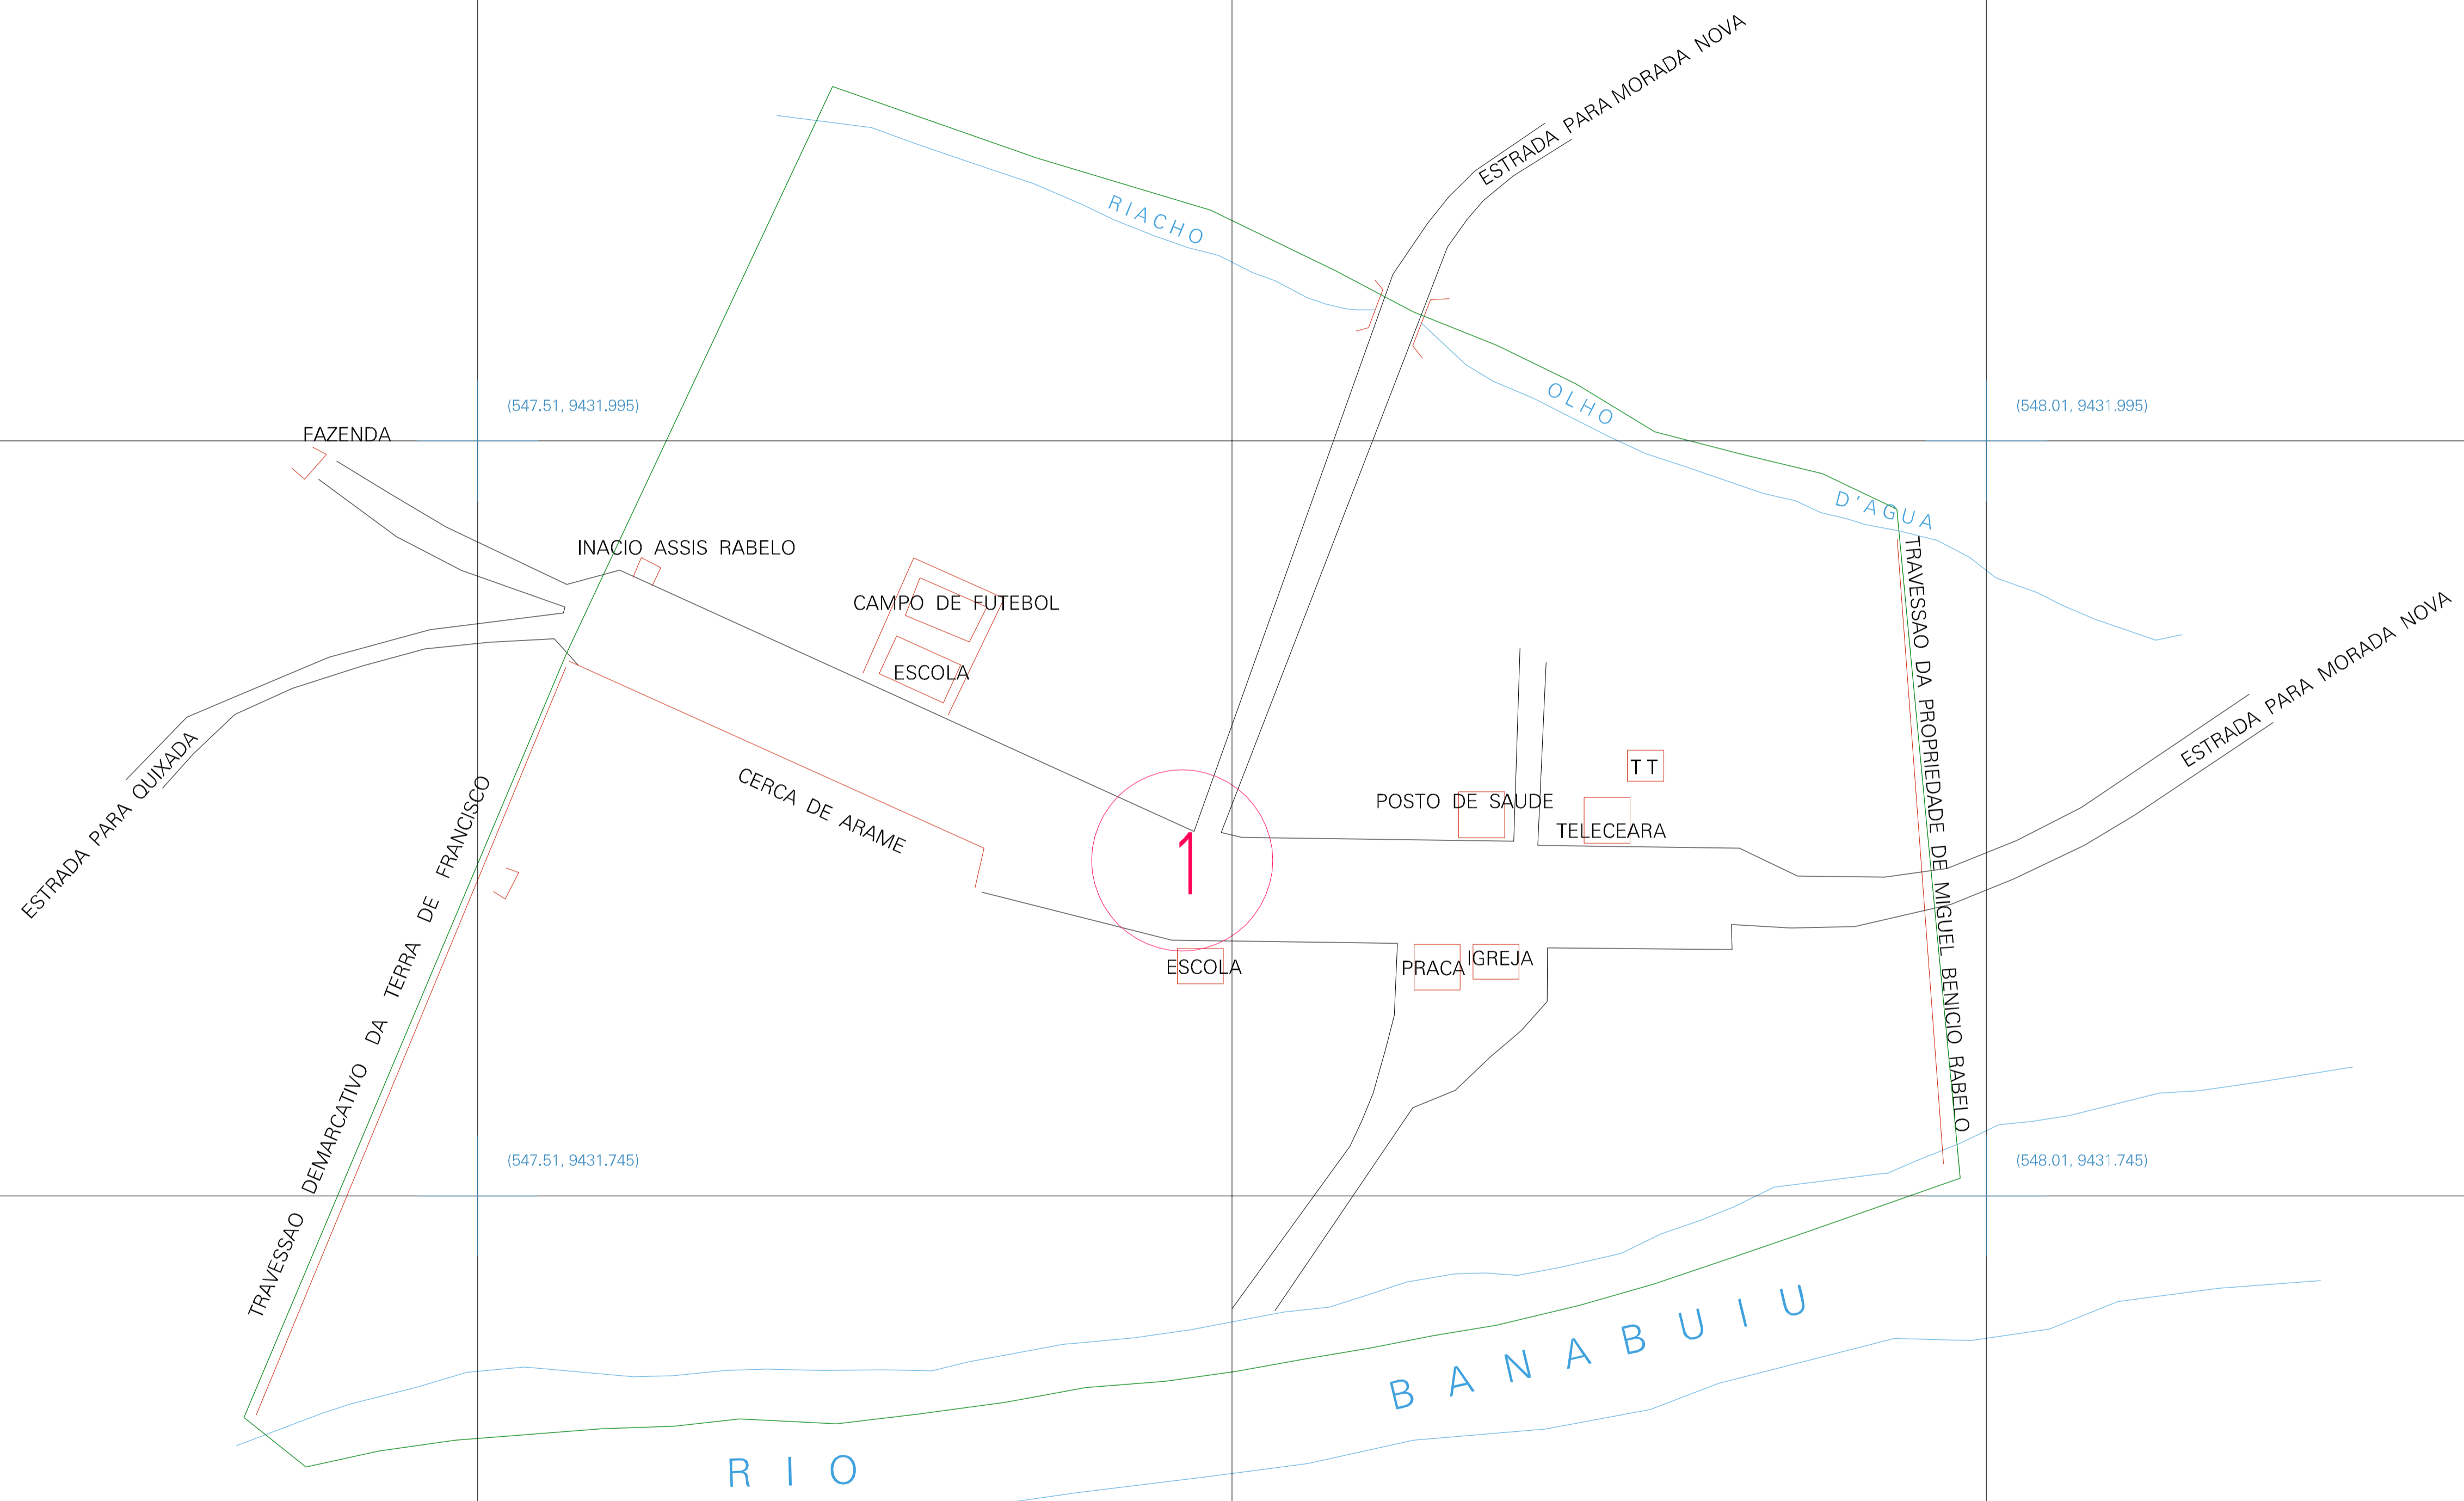 ESTRADA PARA MORADA NOVA
RIACHO
OLHO
D'AGUA
(547.51, 9431.995)
(548.01, 9431.995)
FAZENDA
INACIO ASSIS RABELO
CAMPO DE FUTEBOL
ESCOLA
TRAVESSAO DA PROPRIEDADE DE MIGUEL BENICIO RABELO
ESTRADA PARA MORADA NOVA
ESTRADA PARA QUIXADA
CERCA DE ARAME
TRAVESSAO DEMARCATIVO DA TERRA DE FRANCISCO
T T
POSTO DE SAUDE
TELECEARA
1
ESCOLA
PRACA
IGREJA
(547.51, 9431.745)
(548.01, 9431.745)
RIO BANABUIU